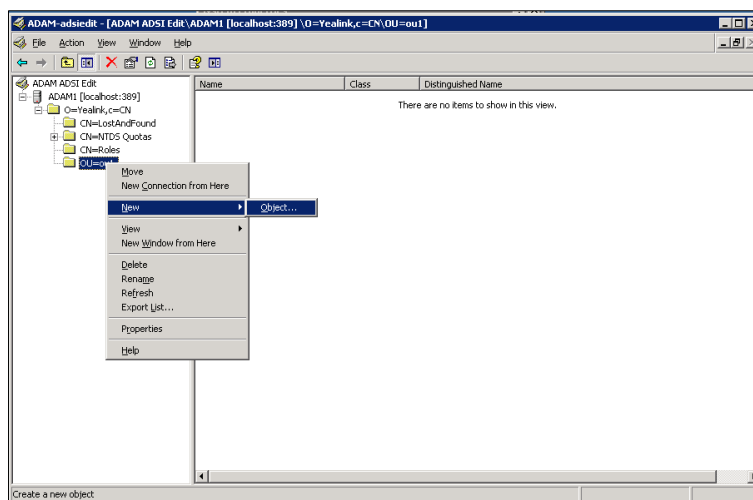 ADAM-adsiedit - [ADAM ADSI Edit\ADAM1 [localhost:389]\O=Yealink,c=CN\OU=ou1]
File Action View Window Help
ADAM ADSI Edit
ADAM1 [localhost:389]
O=Yealink,c=CN
CN=LostAndFound
CN=NTDS Quotas
CN=Roles
OU=ou1
Name Class Distinguished Name
There are no items to show in this view.
Move
New Connection from Here
New
Object...
View
New Window from Here
Delete
Rename
Refresh
Export List...
Properties
Help
Create a new object